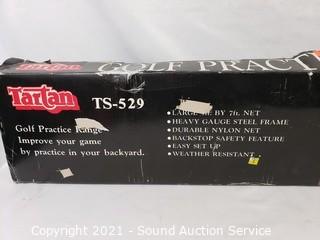 Tartan
GOLF PRACTI
Tartan
TS-529
Golf Practice Range
Improve your game
by practice in your backyard.
• LARGE BY 7ft. NET
• HEAVY GAUGE STEEL FRAME
• DURABLE NYLON NET
• BACKSTOP SAFETY FEATURE
• EASY SET UP
• WEATHER RESISTANT
Copyright 2021 - Sound Auction Service